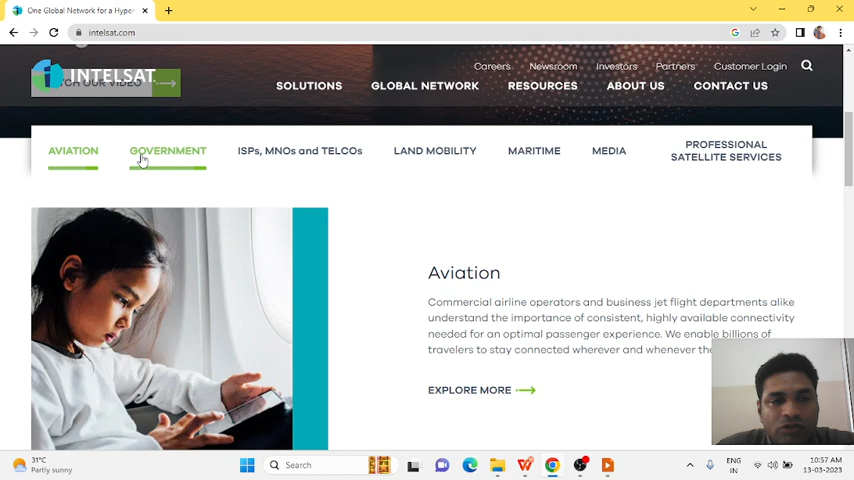 One Global Network for a Hyper-
intelsat.com
Careers Newsroom Investors Partners Customer Login
INTELSAT
SOLUTIONS GLOBAL NETWORK RESOURCES ABOUT US CONTACT US
OUR VIDEO
AVIATION GOVERNMENT ISPs, MNOs and TELCOS LAND MOBILITY MARITIME MEDIA PROFESSIONAL
SATELLITE SERVICES
Aviation
Commercial airline operators and business jet flight departments alike
understand the importance of consistent, highly available connectivity
needed for an optimal passenger experience. We enable billions of
travelers to stay connected wherever and whenever
EXPLORE MORE
31°C
Partly sunny
Search
ENG
IN
10:57 AM
13-03-2023